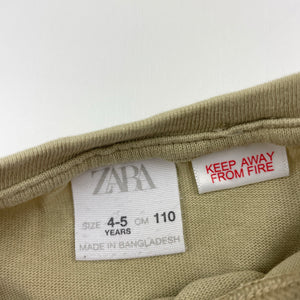 ZARA
SIZE 4-5 YEARS CM 110
MADE IN BANGLADESH
KEEP AWAY
FROM FIRE